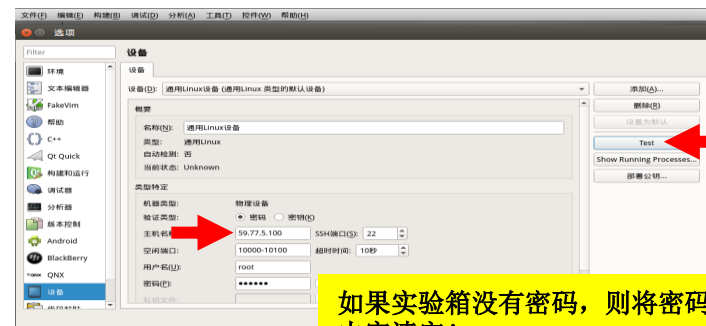 文件(F) 编辑(E) 构建(B) 调试(D) 分析(A) 工具(T) 控件(W) 帮助(H)
选项
Filter
设备
环境
文本编辑器
FakeVim
帮助
C++
Qt Quick
构建和运行
调试器
分析器
版本控制
Android
BlackBerry
QNX
设备
设备
设备(D): 通用Linux设备 (通用Linux 类型的默认设备)
概要
名称(N): 通用Linux设备
类型: 通用Linux
自动检测: 否
当前状态: Unknown
类型特定
机器类型: 物理设备
验证类型: 密码 密钥(K)
主机名 59.77.5.100 SSH端口(S): 22
空闲端口: 10000-10100 超时时间: 10秒
用户名(U): root
密码(P): ••••••
私钥文件:
添加(A)...
删除(R)
设置为默认
Test
Show Running Processes...
部署公钥...
如果实验箱没有密码，则将密码